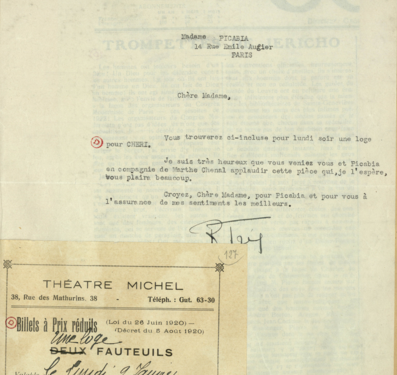 TROMPETTES DE JERICHO
Madame PICABIA
14 Rue Emile Augier
PARIS
Chère Madame,
Vous trouverez ci-incluse pour lundi soir une loge
pour CHERI.
Je suis très heureux que vous veniez vous et Picabia
en compagnie de Marthe Chenal applaudir cette pièce qui,je l'espère,
vous plaira beaucoup.
Croyez, Chère Madame, pour Picabia et pour vous à
l'assurance de mes sentiments les meilleurs.
127
THÉATRE MICHEL
38, Rue des Mathurins, 38 - Téléph. : Gut. 63-30
Billets à Prix réduits (Loi du 26 Juin 1920)—
—(Décret du 5 Août 1920)
une loge
DEUX FAUTEUILS
le lundi 9